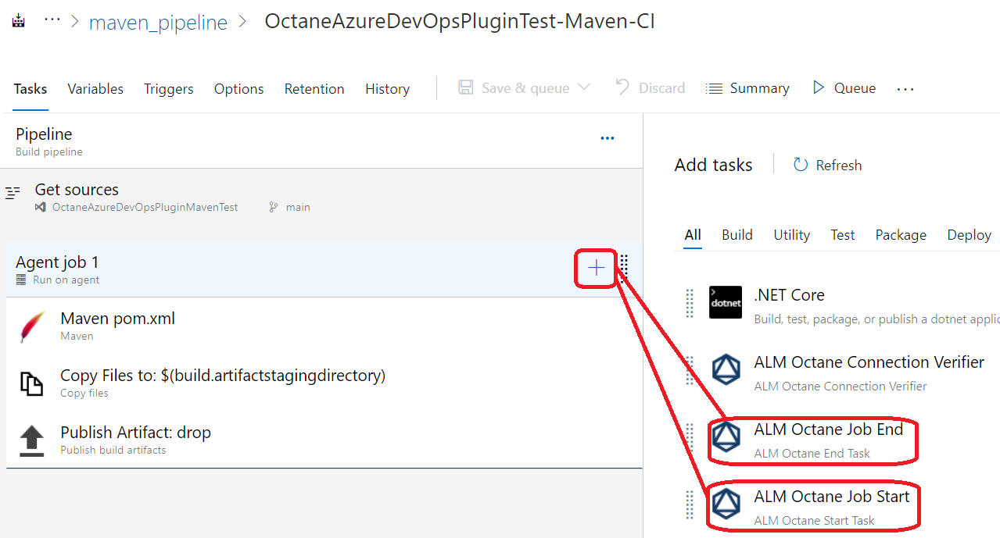 ··· > maven_pipeline > OctaneAzureDevOpsPluginTest-Maven-CI
Tasks Variables Triggers Options Retention History Save & queue Discard Summary Queue ···
Pipeline
Build pipeline
Get sources
OctaneAzureDevOpsPluginMavenTest main
Agent job 1
Run on agent
Maven pom.xml
Maven
Copy Files to: $(build.artifactstagingdirectory)
Copy files
Publish Artifact: drop
Publish build artifacts
Add tasks Refresh
All Build Utility Test Package Deploy
dotnet
.NET Core
Build, test, package, or publish a dotnet applic
ALM Octane Connection Verifier
ALM Octane Connection Verifier
ALM Octane Job End
ALM Octane End Task
ALM Octane Job Start
ALM Octane Start Task